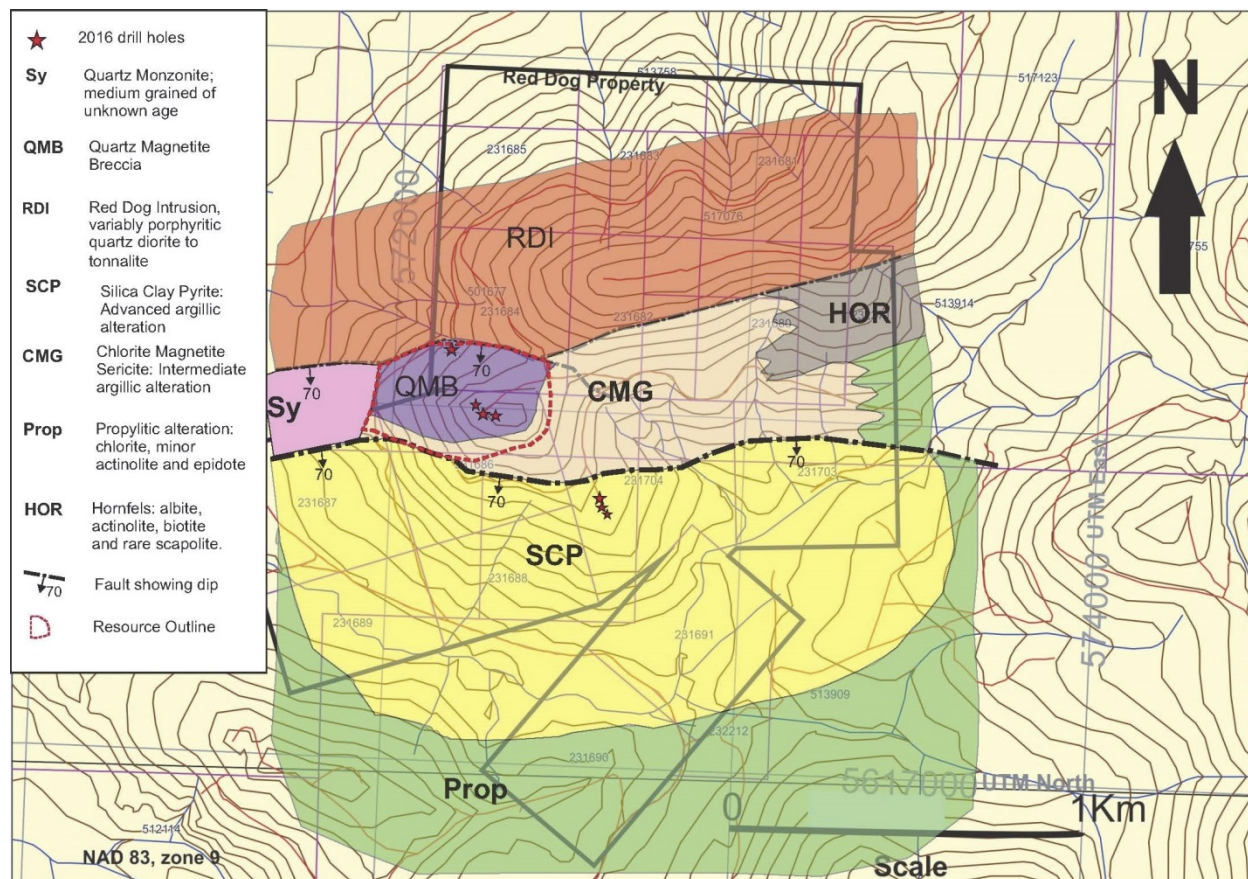 2016 drill holes
Sy
Quartz Monzonite;
medium grained of
unknown age
QMB
Quartz Magnetite
Breccia
RDI
Red Dog Intrusion,
variably porphyritic
quartz diorite to
tonnalite
SCP
Silica Clay Pyrite:
Advanced argillic
alteration
CMG
Chlorite Magnetite
Sericite: Intermediate
argillic alteration
Prop
Propylitic alteration:
chlorite, minor
actinolite and epidote
HOR
Hornfels: albite,
actinolite, biotite
and rare scapolite.
70
Fault showing dip
Resource Outline
513758
Red Dog Property
517123
N
231685
231683
231681
572000
517076
RDI
755
501677
231684
231682
231680
HOR
513914
70
QMB
70
CMG
Sy
70
70
70
231704
231703
231687
SCP
231688
231689
231691
574000 UTM East
513909
232212
231690
Prop
5617000 UTM North
0
1Km
512114
NAD 83, zone 9
Scale